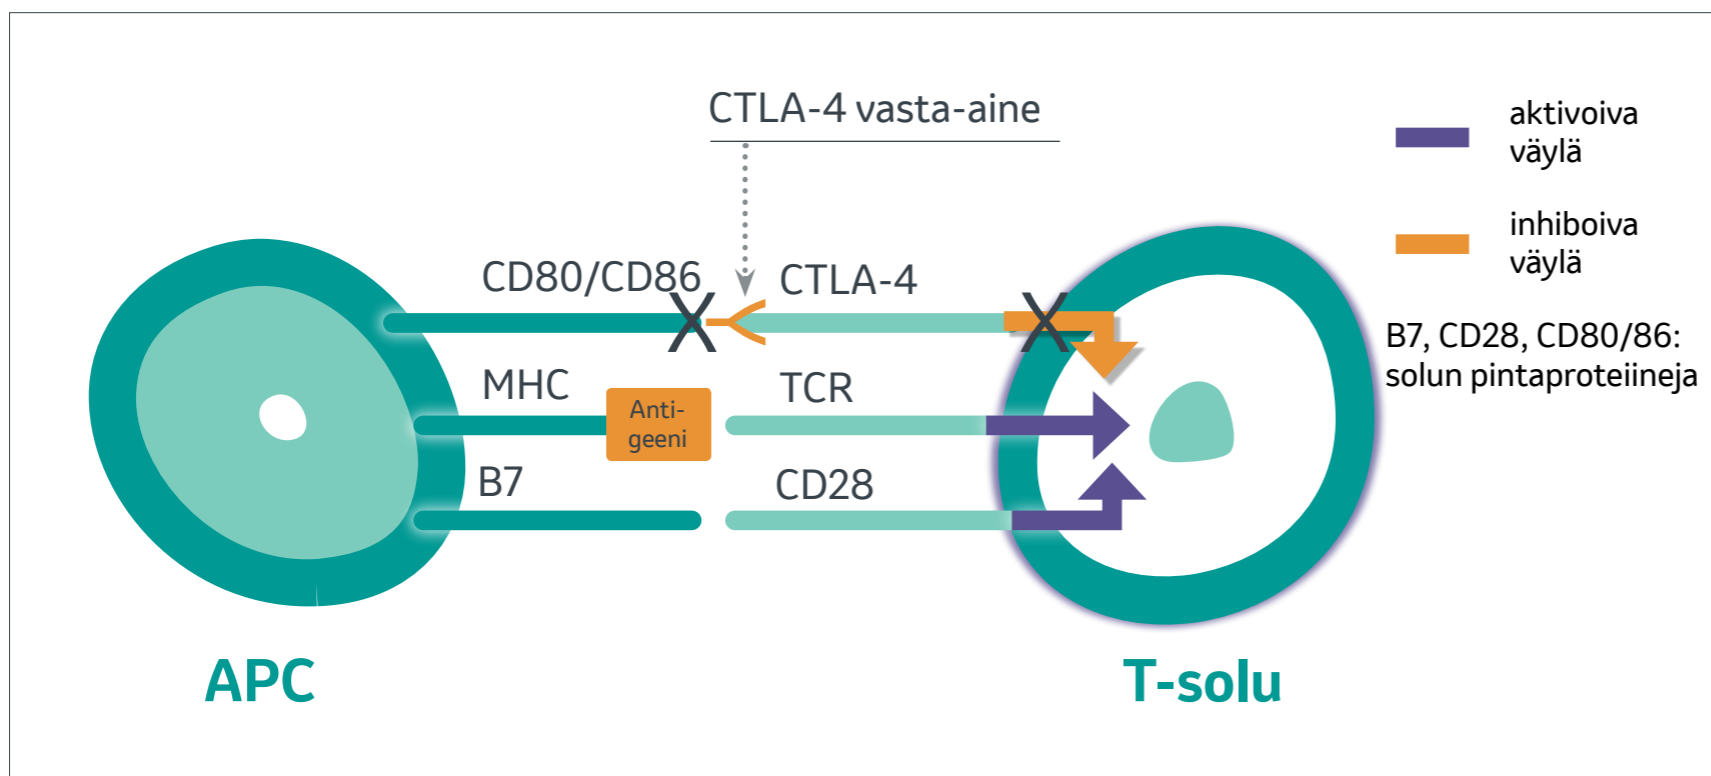 CTLA-4 vasta-aine
aktivoiva
väylä
inhiboiva
väylä
B7, CD28, CD80/86:
solun pintaproteiineja
CD80/CD86
CTLA-4
MHC
Anti-
geeni
TCR
B7
CD28
APC
T-solu